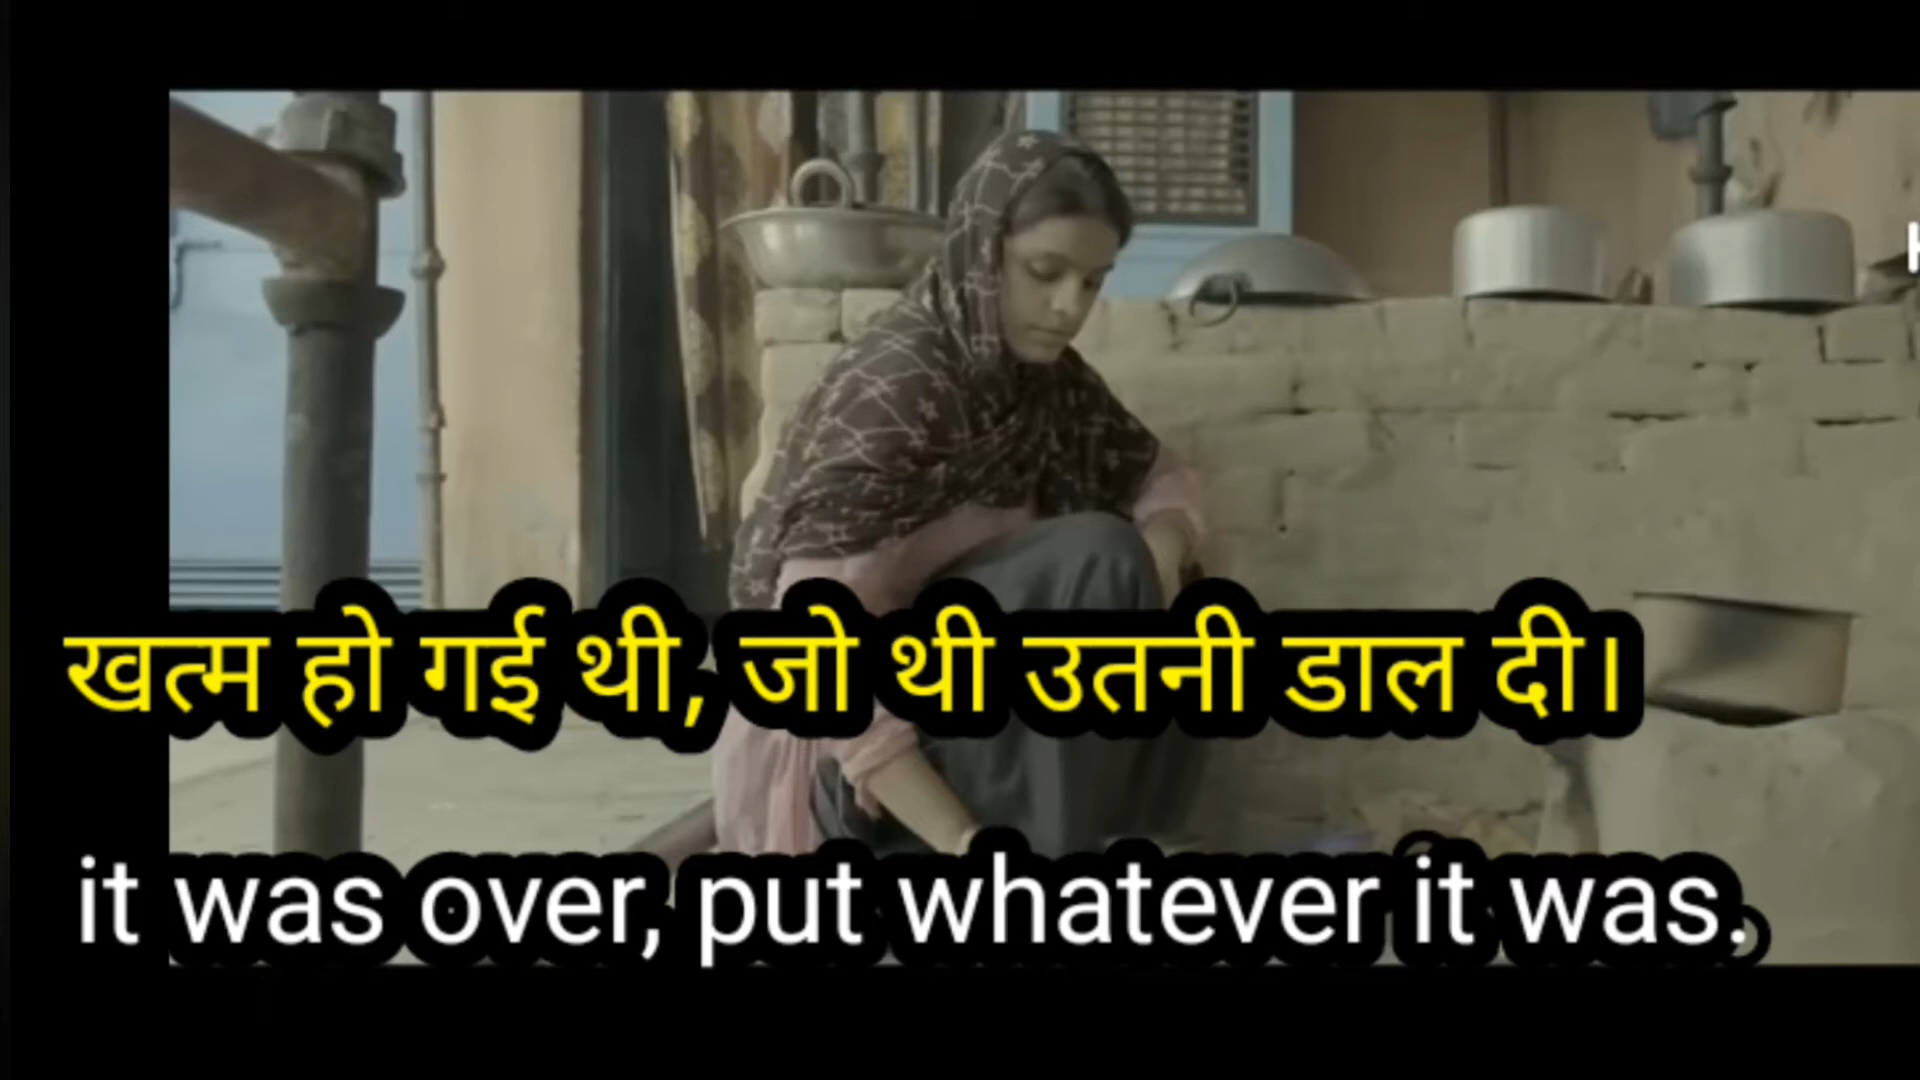 खत्म हो गई थी, जो थी उतनी डाल दी।
it was over, put whatever it was.